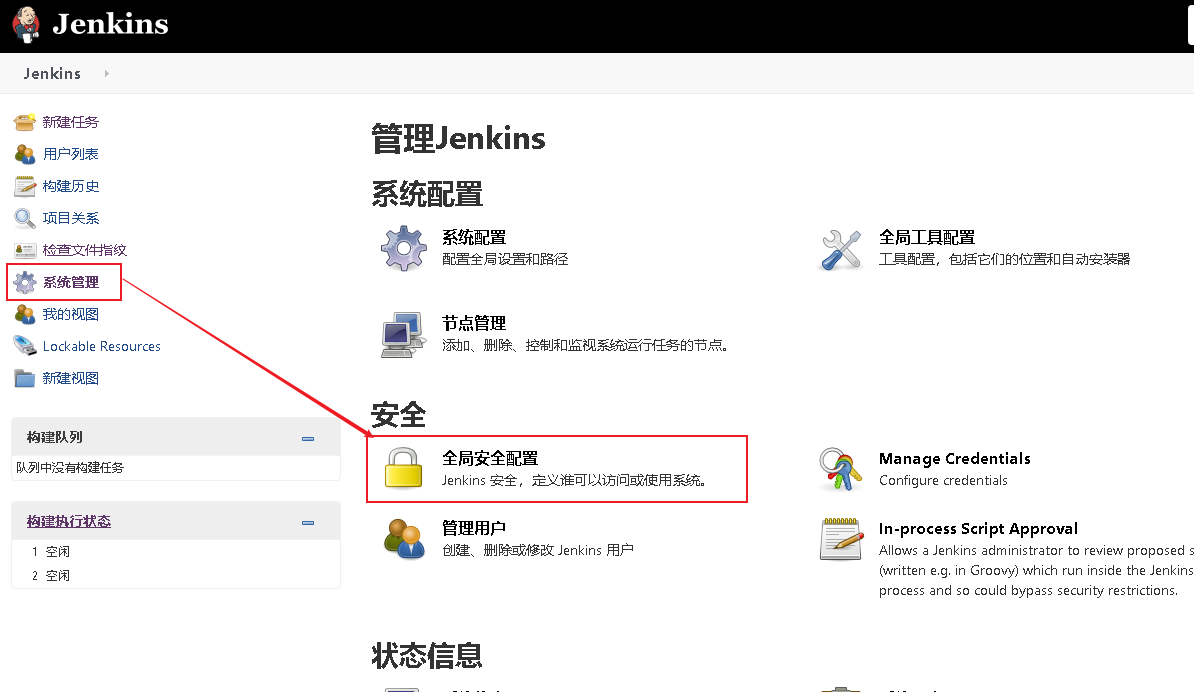 Jenkins
Jenkins
新建任务
用户列表
构建历史
项目关系
检查文件指纹
系统管理
我的视图
Lockable Resources
新建视图
构建队列
队列中没有构建任务
构建执行状态
1 空闲
2 空闲
管理Jenkins
系统配置
系统配置
配置全局设置和路径
全局工具配置
工具配置，包括它们的位置和自动安装器
节点管理
添加、删除、控制和监视系统运行任务的节点。
安全
全局安全配置
Jenkins 安全，定义谁可以访问或使用系统。
Manage Credentials
Configure credentials
管理用户
创建、删除或修改 Jenkins 用户
In-process Script Approval
Allows a Jenkins administrator to review proposed s
(written e.g. in Groovy) which run inside the Jenkins
process and so could bypass security restrictions.
状态信息